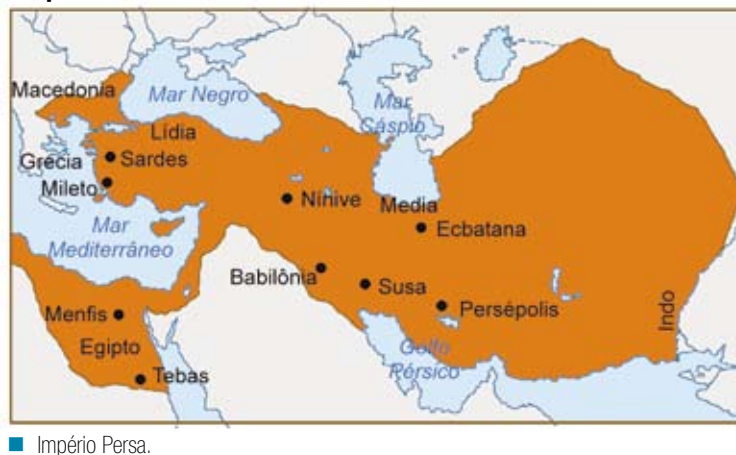 Macedonia
Mar Negro
Mar
Cáspio
Lídia
Grécia
Sardes
Mileto
Nínive
Media
Ecbatana
Mar
Mediterrâneo
Babilônia
Susa
Persépolis
Indo
Menfis
Egipto
Golfo
Pérsico
Tebas
Império Persa.